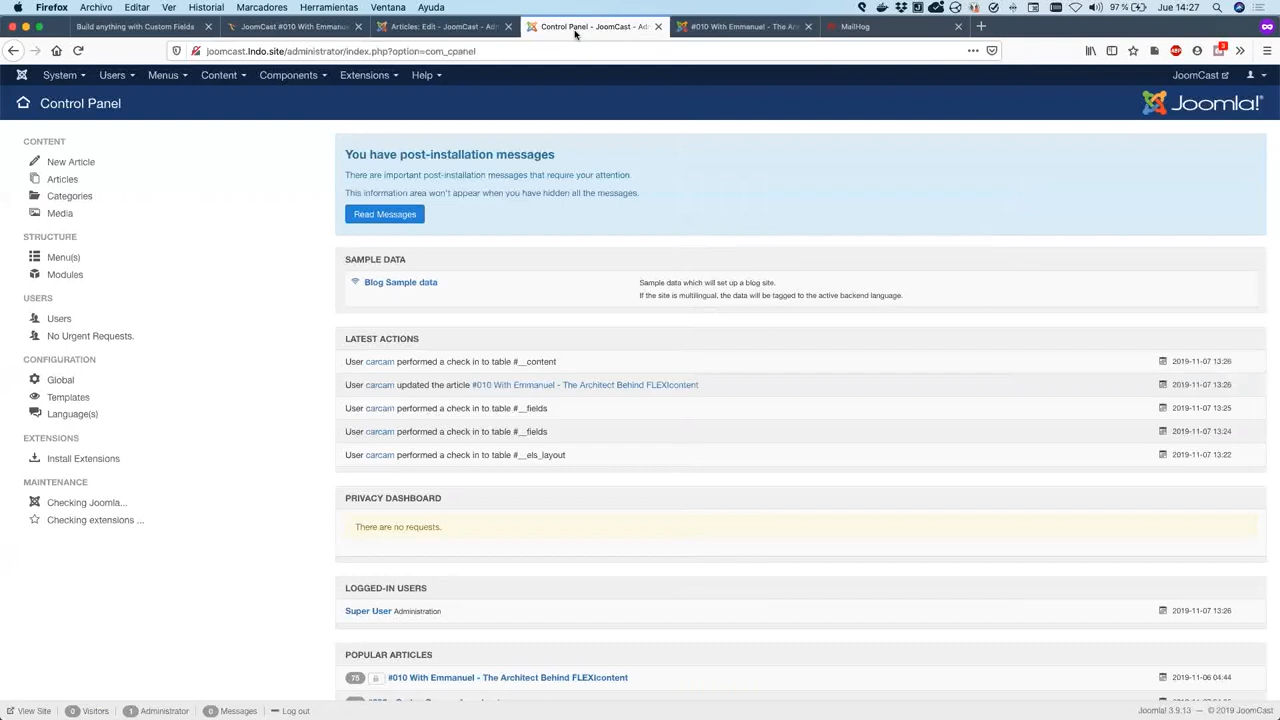 Firefox Archivo Editar Ver Historial Marcadores Herramientas Ventana Ayuda 97 % Jue 14:27
Build anything with Custom Fields JoomCast #010 With Emmanu Articles: Edit - JoomCast - Ad Control Panel - JoomCast - Ad #010 With Emmanuel - The Arc MailHog
joomcast.lndo.site/administrator/index.php?option=com_cpanel 3
System Users Menus Content Components Extensions Help JoomCast
Control Panel Joomla!®
CONTENT
New Article
Articles
Categories
Media
STRUCTURE
Menu(s)
Modules
USERS
Users
No Urgent Requests.
CONFIGURATION
Global
Templates
Language(s)
EXTENSIONS
Install Extensions
MAINTENANCE
Checking Joomla...
Checking extensions ...
You have post-installation messages
There are important post-installation messages that require your attention.
This information area won't appear when you have hidden all the messages.
Read Messages
SAMPLE DATA
Blog Sample data Sample data which will set up a blog site.
If the site is multilingual, the data will be tagged to the active backend language.
LATEST ACTIONS
User carcam performed a check in to table #__content 2019-11-07 13:26
User carcam updated the article #010 With Emmanuel - The Architect Behind FLEXIcontent 2019-11-07 13:26
User carcam performed a check in to table #__fields 2019-11-07 13:25
User carcam performed a check in to table #__fields 2019-11-07 13:24
User carcam performed a check in to table #__els_layout 2019-11-07 13:22
PRIVACY DASHBOARD
There are no requests.
LOGGED-IN USERS
Super User Administration 2019-11-07 13:26
POPULAR ARTICLES
75 #010 With Emmanuel - The Architect Behind FLEXIcontent 2019-11-06 04:44
View Site 0 Visitors 1 Administrator 0 Messages Log out Joomla! 3.9.13 — © 2019 JoomCast